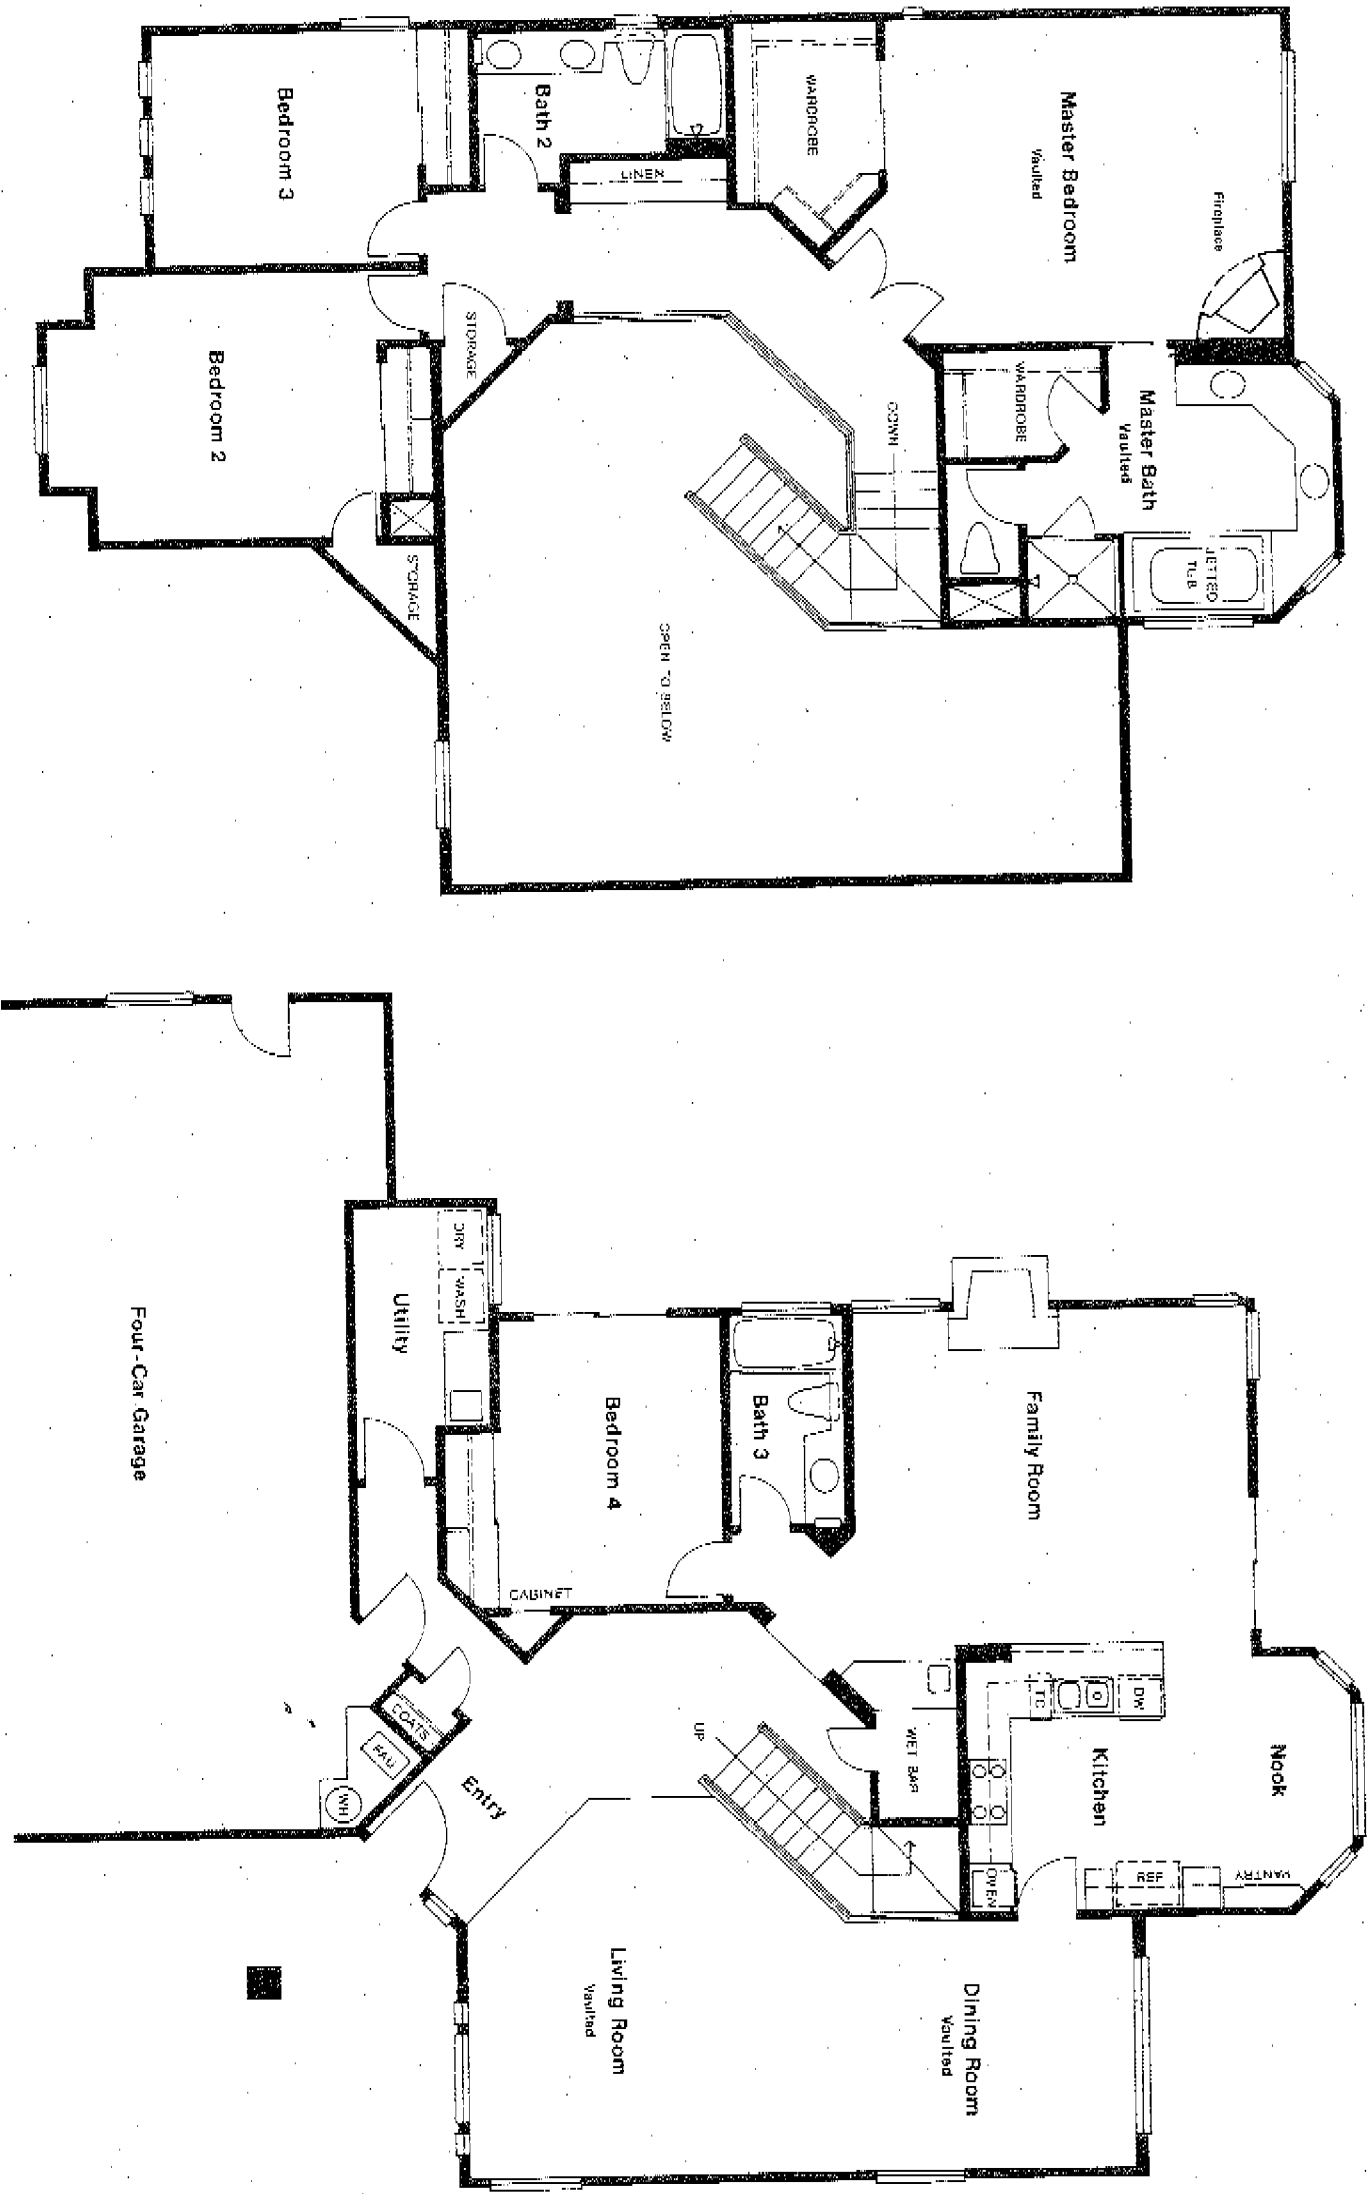 Master Bedroom
Vaulted
Fireplace
WARDROBE
Bath 2
LINEN
Bedroom 3
STORAGE
Bedroom 2
STORAGE
WARDROBE
Master Bath
Vaulted
DOWN
JETTED
TUB
OPEN TO BELOW
Family Room
Bath 3
Bedroom 4
CABINET
Utility
DRY
WASH
Four-Car Garage
Nook
Kitchen
DW
TC
WET BAR
UP
COATS
FAU
WH
Entry
OVEN
REF
PANTRY
Dining Room
Vaulted
Living Room
Vaulted